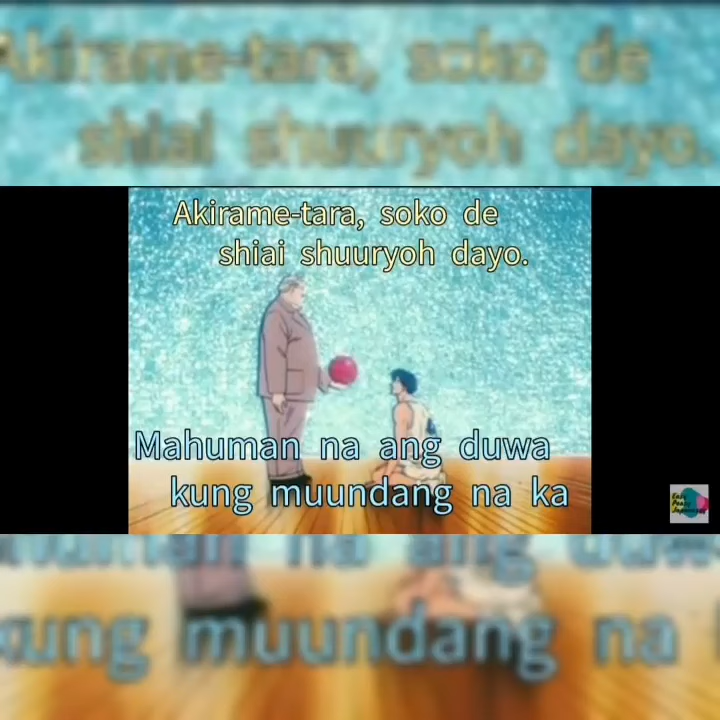 Akirame-tara, soko de
shiai shuuryoh dayo.
Akirame-tara, soko de
shiai shuuryoh dayo.
Mahuman na ang duwa
kung muundang na ka
kung muundang na